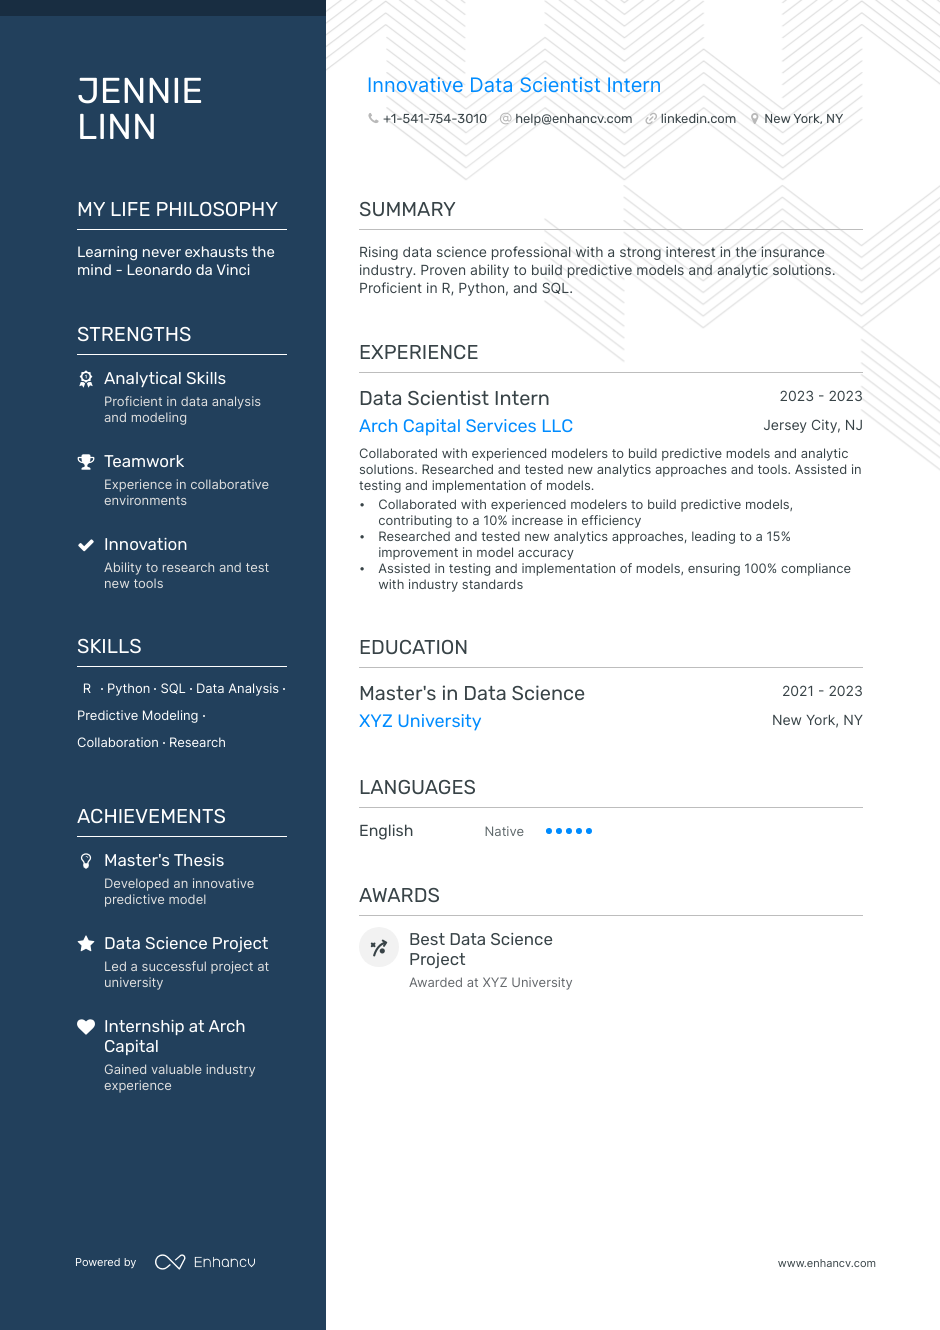 JENNIE
LINN
MY LIFE PHILOSOPHY
Learning never exhausts the
mind - Leonardo da Vinci
STRENGTHS
Analytical Skills
Proficient in data analysis
and modeling
Teamwork
Experience in collaborative
environments
Innovation
Ability to research and test
new tools
SKILLS
R · Python · SQL · Data Analysis ·
Predictive Modeling ·
Collaboration · Research
ACHIEVEMENTS
Master's Thesis
Developed an innovative
predictive model
Data Science Project
Led a successful project at
university
Internship at Arch
Capital
Gained valuable industry
experience
Powered by Enhancv
Innovative Data Scientist Intern
+1-541-754-3010 @ help@enhancv.com linkedin.com New York, NY
SUMMARY
Rising data science professional with a strong interest in the insurance
industry. Proven ability to build predictive models and analytic solutions.
Proficient in R, Python, and SQL.
EXPERIENCE
Data Scientist Intern 2023 - 2023
Arch Capital Services LLC Jersey City, NJ
Collaborated with experienced modelers to build predictive models and analytic
solutions. Researched and tested new analytics approaches and tools. Assisted in
testing and implementation of models.
• Collaborated with experienced modelers to build predictive models,
contributing to a 10% increase in efficiency
• Researched and tested new analytics approaches, leading to a 15%
improvement in model accuracy
• Assisted in testing and implementation of models, ensuring 100% compliance
with industry standards
EDUCATION
Master's in Data Science 2021 - 2023
XYZ University New York, NY
LANGUAGES
English Native
AWARDS
Best Data Science
Project
Awarded at XYZ University
www.enhancv.com